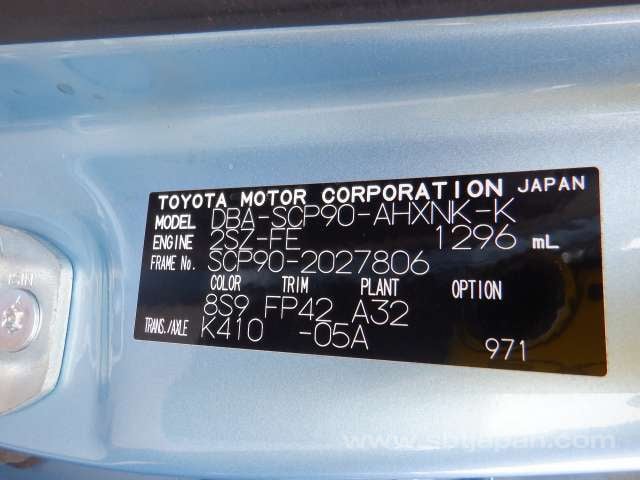 TOYOTA MOTOR CORPORATION JAPAN
MODEL DBA-SCP90-AHXNK-K
ENGINE 2SZ-FE 1296 mL
FRAME No. SCP90-2027806
COLOR TRIM PLANT OPTION
8S9 FP42 A32
TRANS./AXLE K410 -05A
971
www.sbtjapan.com